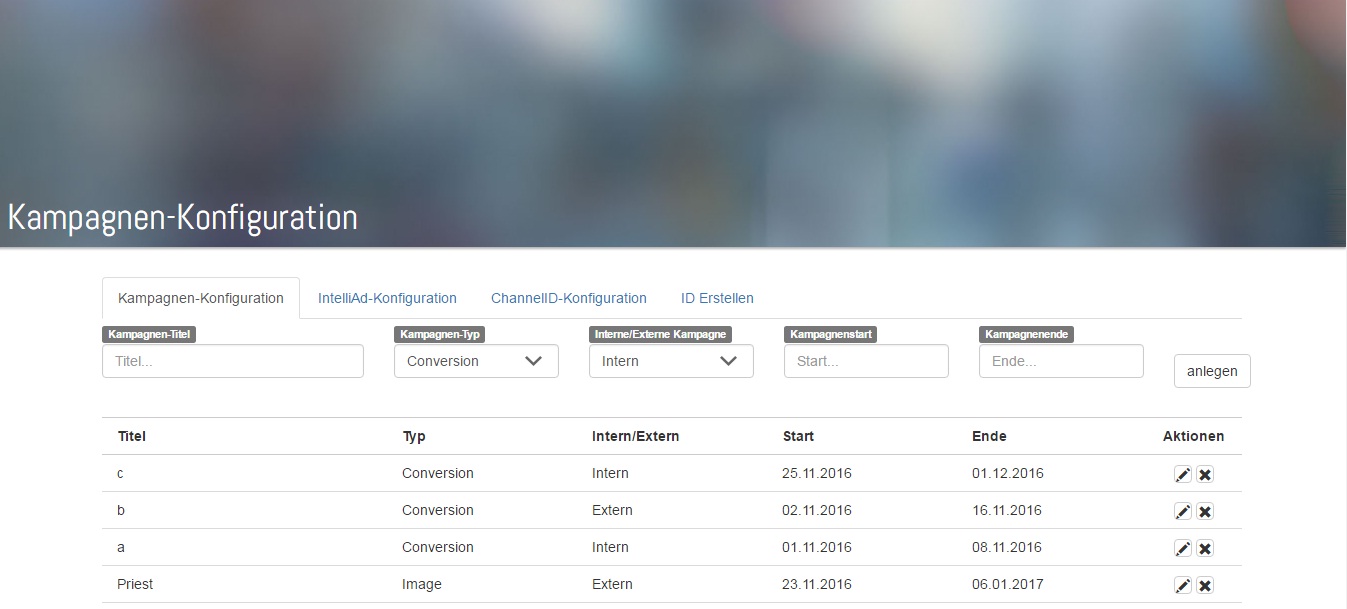 Kampagnen-Konfiguration
Kampagnen-Konfiguration IntelliAd-Konfiguration ChannelID-Konfiguration ID Erstellen
Kampagnen-Titel Kampagnen-Typ Interne/Externe Kampagne Kampagnenstart Kampagnenende
Titel... Conversion Intern Start... Ende... anlegen
Titel Typ Intern/Extern Start Ende Aktionen
c Conversion Intern 25.11.2016 01.12.2016
b Conversion Extern 02.11.2016 16.11.2016
a Conversion Intern 01.11.2016 08.11.2016
Priest Image Extern 23.11.2016 06.01.2017